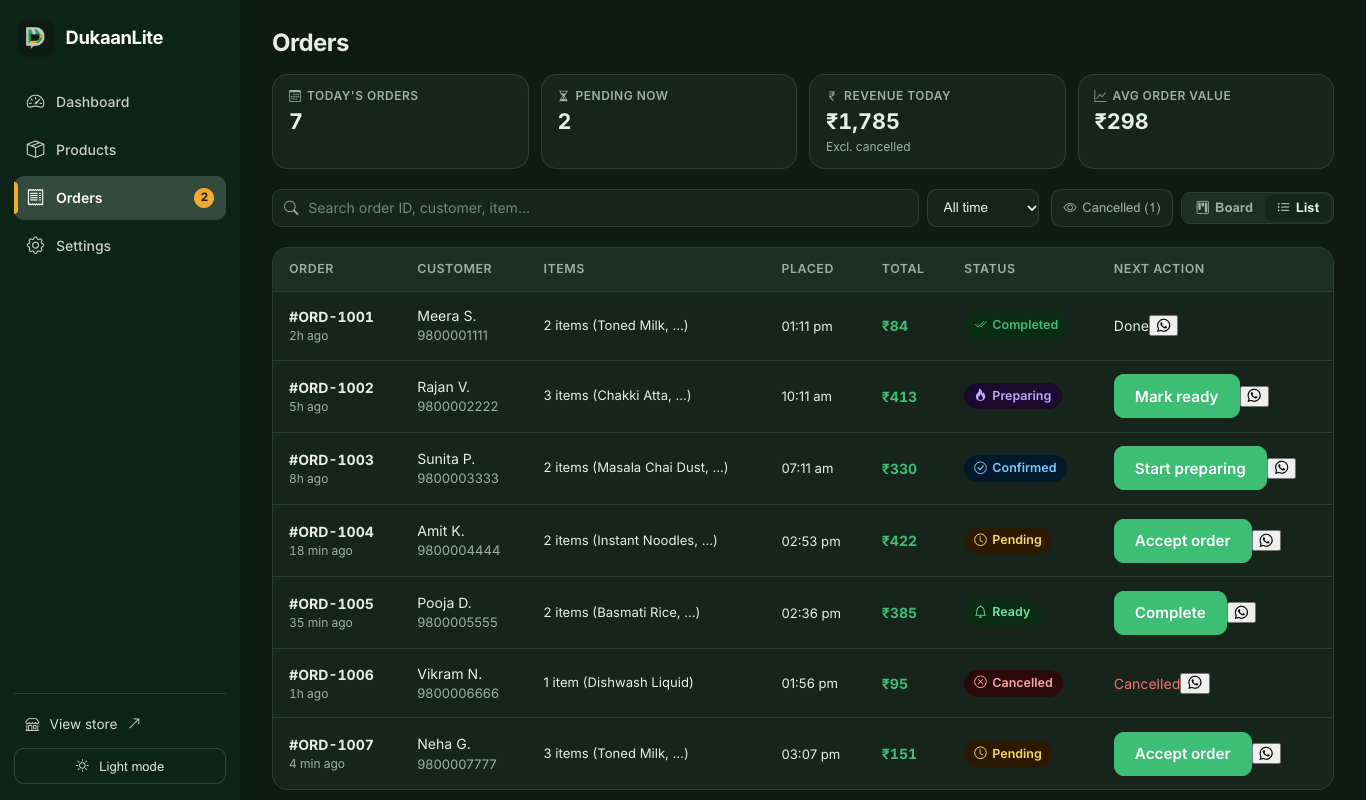 DukaanLite
Dashboard
Products
Orders
2
Settings
View store
Light mode
Orders
TODAY'S ORDERS
7
PENDING NOW
2
₹ REVENUE TODAY
₹1,785
Excl. cancelled
AVG ORDER VALUE
₹298
Search order ID, customer, item...
All time
Cancelled (1)
Board
List
ORDER CUSTOMER ITEMS PLACED TOTAL STATUS NEXT ACTION
#ORD-1001 Meera S. 2 items (Toned Milk, ...) 01:11 pm ₹84 Completed Done
2h ago 9800001111
#ORD-1002 Rajan V. 3 items (Chakki Atta, ...) 10:11 am ₹413 Preparing Mark ready
5h ago 9800002222
#ORD-1003 Sunita P. 2 items (Masala Chai Dust, ...) 07:11 am ₹330 Confirmed Start preparing
8h ago 9800003333
#ORD-1004 Amit K. 2 items (Instant Noodles, ...) 02:53 pm ₹422 Pending Accept order
18 min ago 9800004444
#ORD-1005 Pooja D. 2 items (Basmati Rice, ...) 02:36 pm ₹385 Ready Complete
35 min ago 9800005555
#ORD-1006 Vikram N. 1 item (Dishwash Liquid) 01:56 pm ₹95 Cancelled Cancelled
1h ago 9800006666
#ORD-1007 Neha G. 3 items (Toned Milk, ...) 03:07 pm ₹151 Pending Accept order
4 min ago 9800007777